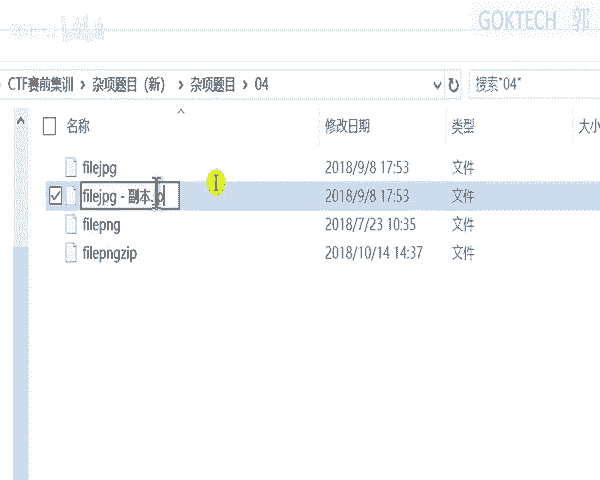 GOKTECH 郭
CTF赛前集训 > 杂项题目（新） > 杂项题目 > 04
搜索"04"
名称 修改日期 类型 大小
filejpg 2018/9/8 17:53 文件
filejpg - 副本.jp 2018/9/8 17:53 文件
filepng 2018/7/23 10:35 文件
filepngzip 2018/10/14 14:37 文件